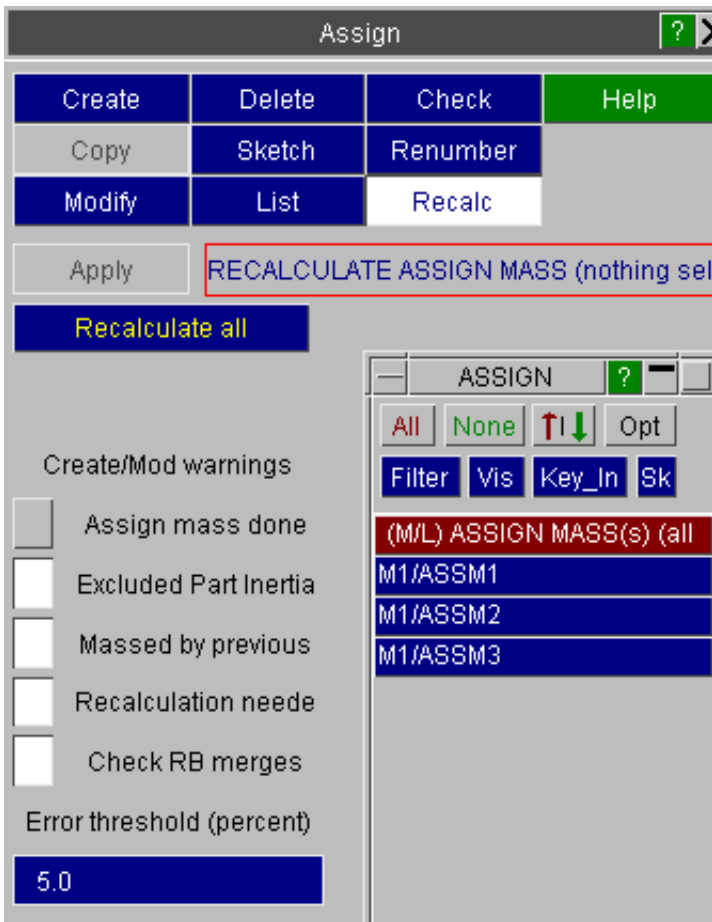 Assign ?
Create Delete Check Help
Copy Sketch Renumber
Modify List Recalc
Apply RECALCULATE ASSIGN MASS (nothing sel
Recalculate all
ASSIGN ?
All None Opt
Filter Vis Key_In Sk
(M/L) ASSIGN MASS(s) (all
M1/ASSM1
M1/ASSM2
M1/ASSM3
Create/Mod warnings
Assign mass done
Excluded Part Inertia
Massed by previous
Recalculation neede
Check RB merges
Error threshold (percent)
5.0